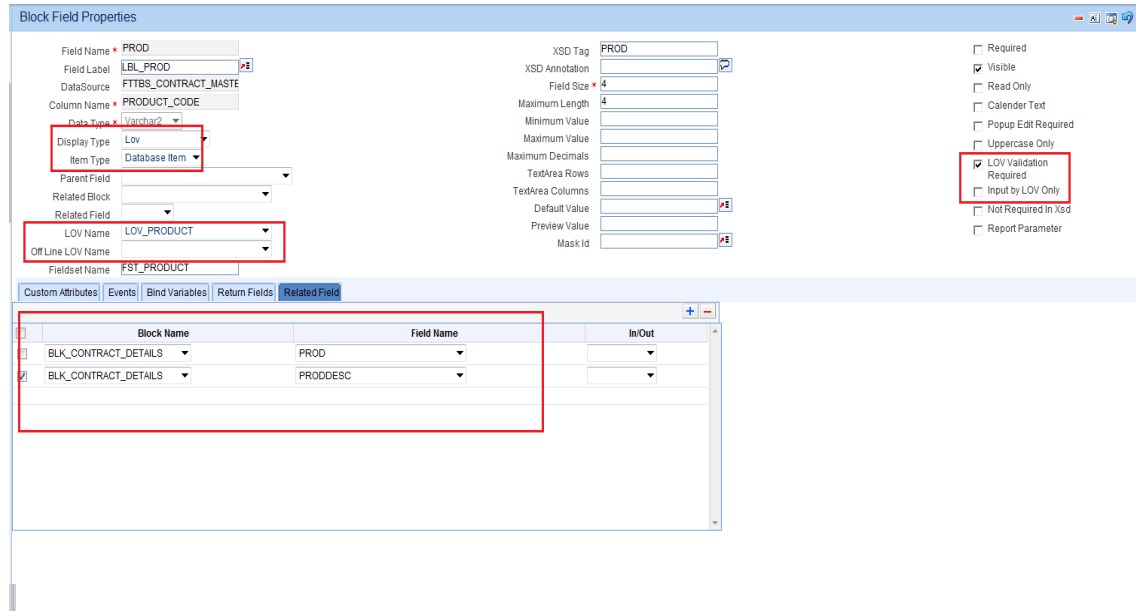 Block Field Properties
Field Name * PROD
Field Label LBL_PROD
DataSource FTTBS_CONTRACT_MASTE
Column Name * PRODUCT_CODE
Data Type * Varchar2
Display Type Lov
Item Type Database Item
Parent Field
Related Block
Related Field
LOV Name LOV_PRODUCT
Off Line LOV Name
Fieldset Name FST_PRODUCT
XSD Tag PROD
XSD Annotation
Field Size * 4
Maximum Length 4
Minimum Value
Maximum Value
Maximum Decimals
TextArea Rows
TextArea Columns
Default Value
Preview Value
Mask Id
Required
Visible
Read Only
Calender Text
Popup Edit Required
Uppercase Only
LOV Validation
Required
Input by LOV Only
Not Required In Xsd
Report Parameter
Custom Attributes Events Bind Variables Return Fields Related Field
Block Name Field Name In/Out
BLK_CONTRACT_DETAILS PROD
BLK_CONTRACT_DETAILS PRODDESC